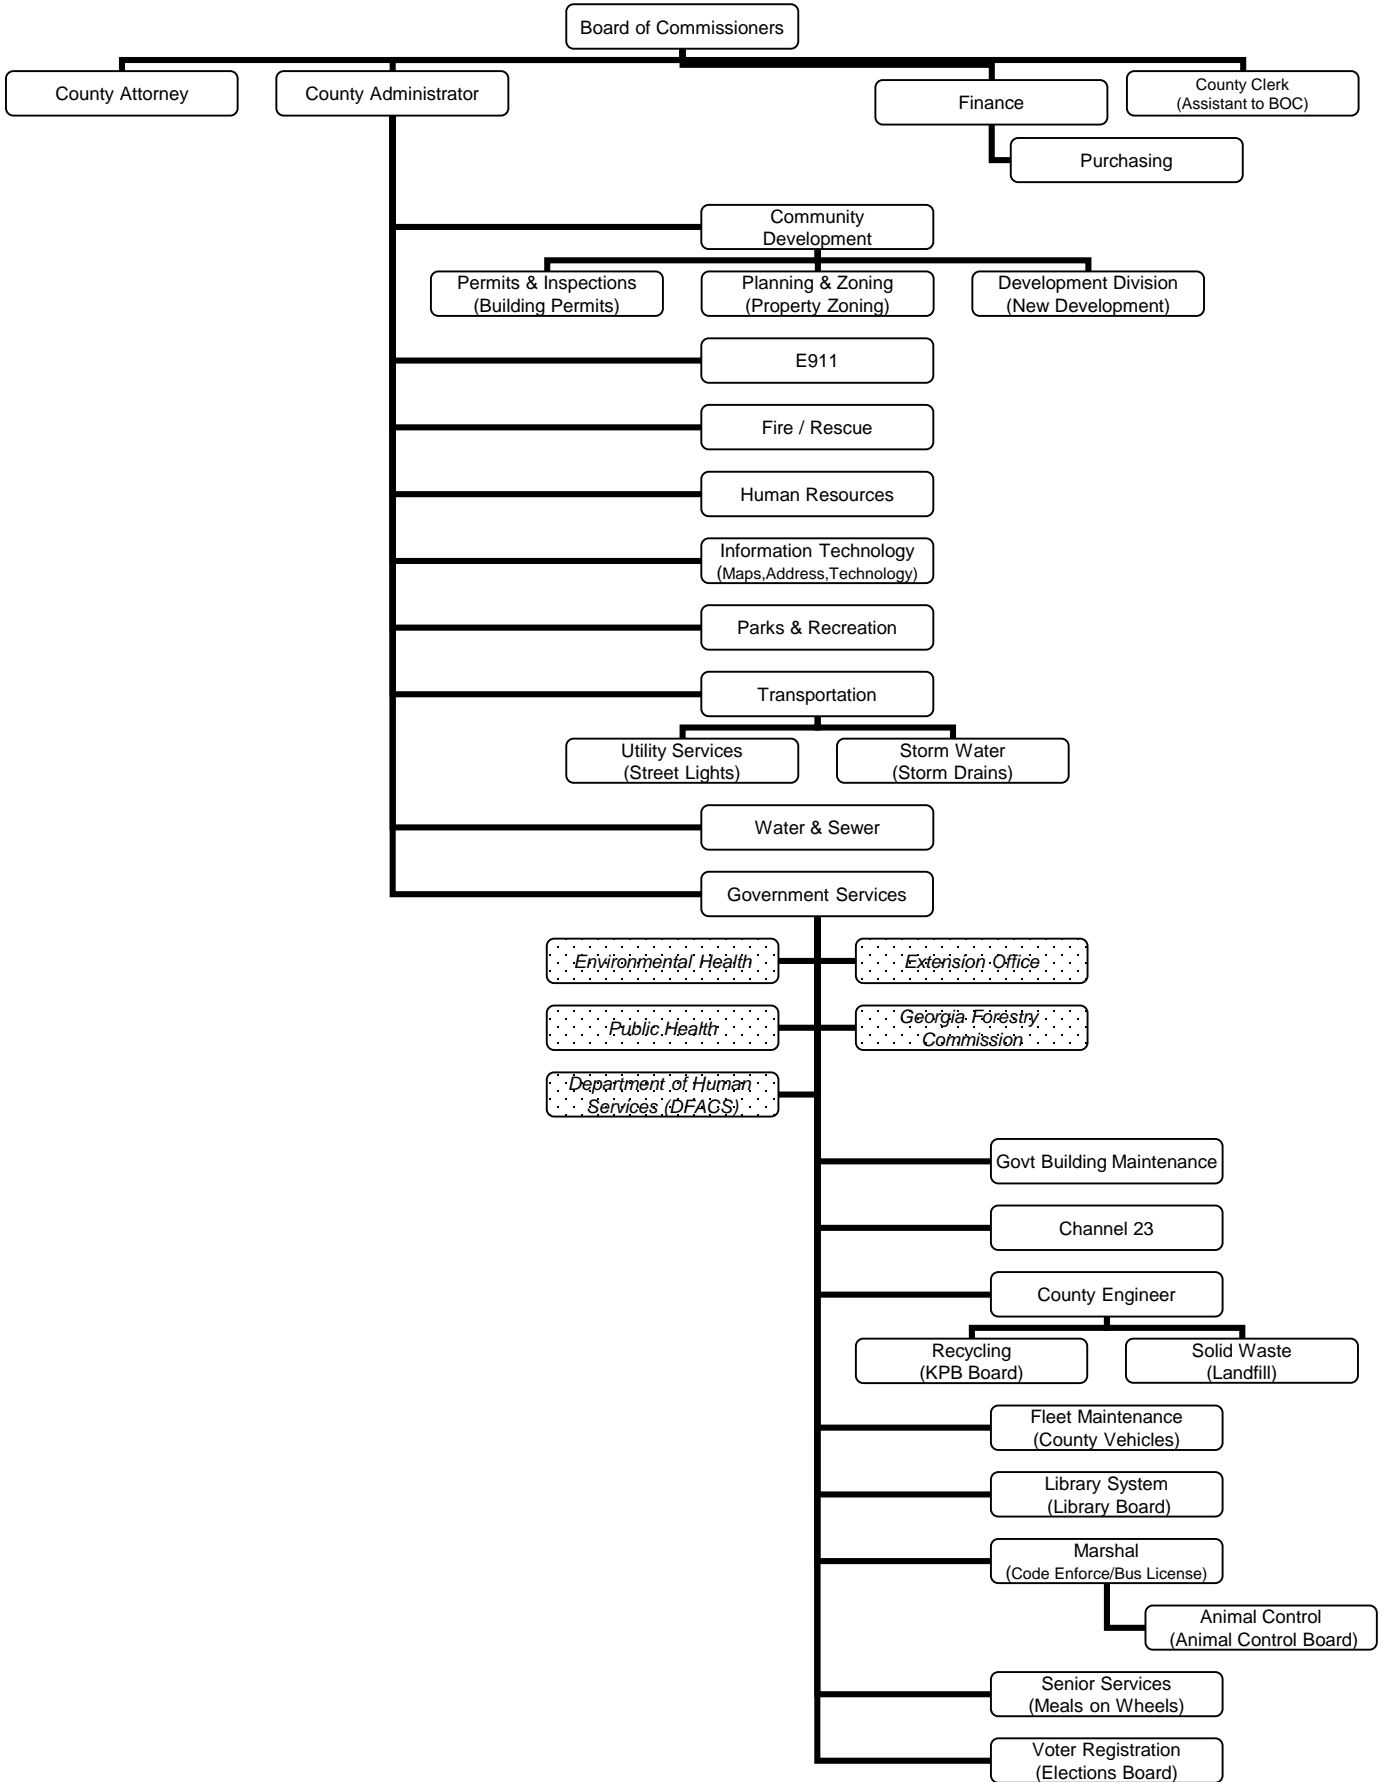 Board of Commissioners
County Attorney
County Administrator
Finance
County Clerk
(Assistant to BOC)
Purchasing
Community
Development
Permits & Inspections
(Building Permits)
Planning & Zoning
(Property Zoning)
Development Division
(New Development)
E911
Fire / Rescue
Human Resources
Information Technology
(Maps,Address,Technology)
Parks & Recreation
Transportation
Utility Services
(Street Lights)
Storm Water
(Storm Drains)
Water & Sewer
Government Services
Environmental Health
Extension Office
Public Health
Georgia Forestry
Commission
Department of Human
Services (DFACS)
Govt Building Maintenance
Channel 23
County Engineer
Recycling
(KPB Board)
Solid Waste
(Landfill)
Fleet Maintenance
(County Vehicles)
Library System
(Library Board)
Marshal
(Code Enforce/Bus License)
Animal Control
(Animal Control Board)
Senior Services
(Meals on Wheels)
Voter Registration
(Elections Board)